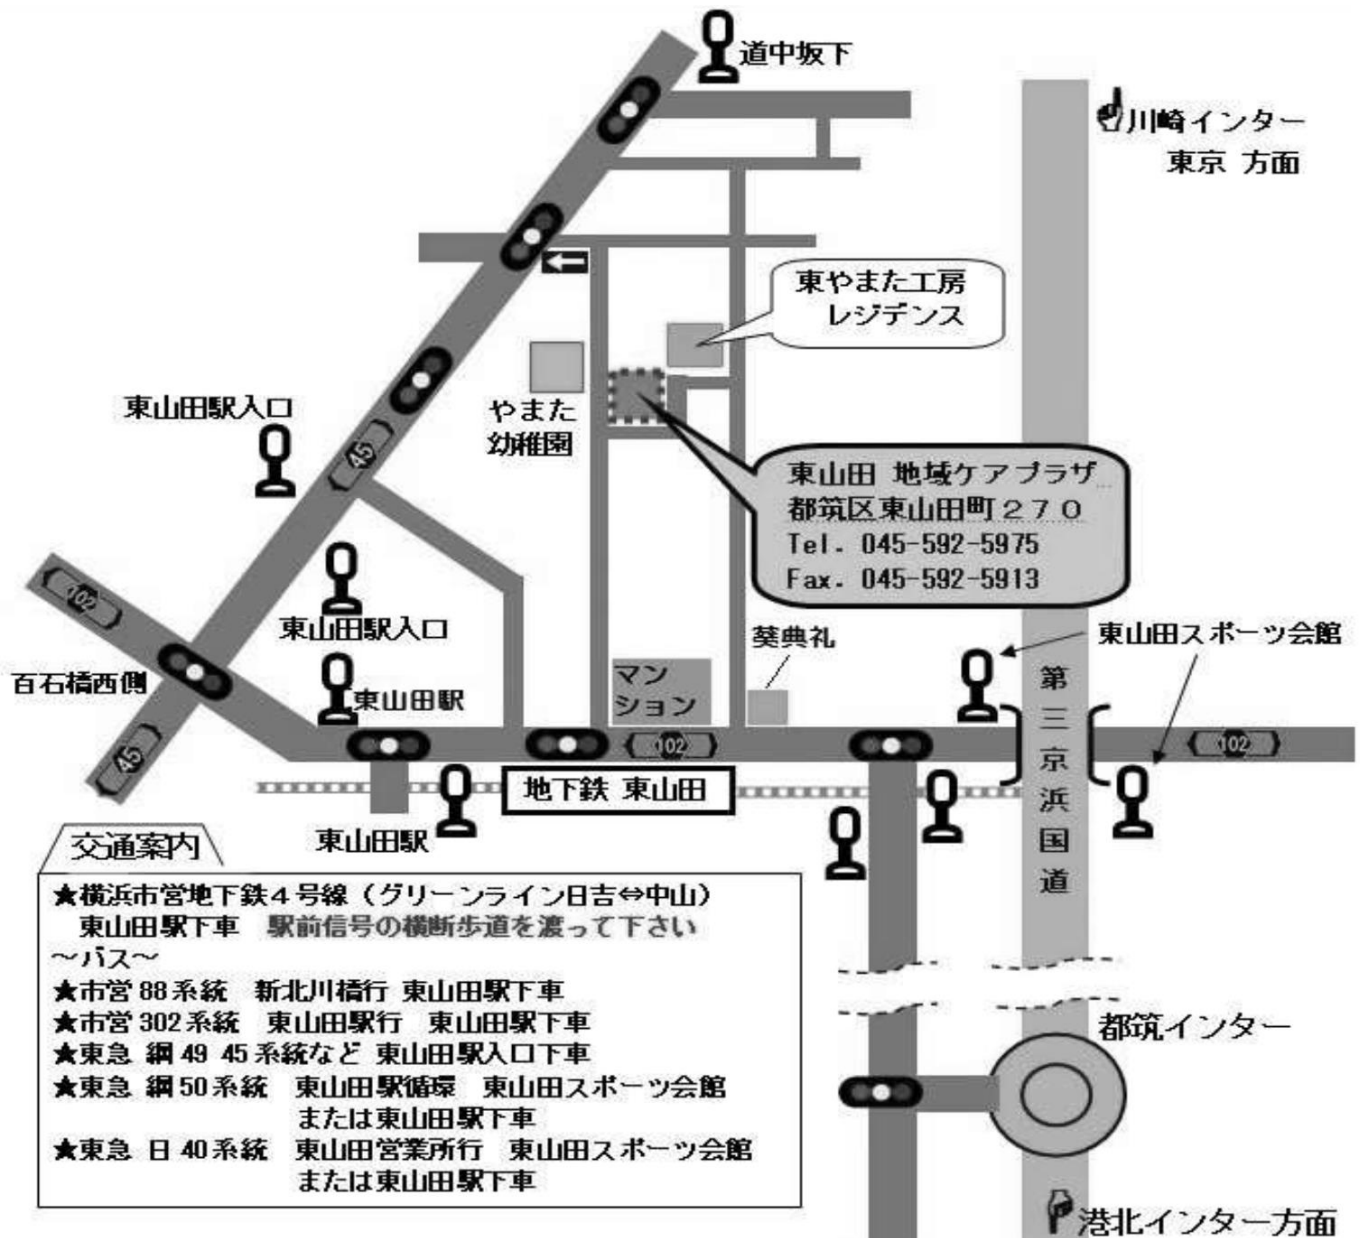 道中坂下
川崎インター
東京 方面
東やまた工房
レジデンス
東山田駅入口
やまた
幼稚園
45
東山田 地域ケアプラザ
都筑区東山田町270
Tel. 045-592-5975
Fax. 045-592-5913
102
東山田駅入口
葵典礼
東山田スポーツ会館
百石橋西側
東山田駅
マン
ション
第三京浜国道
45
102
102
地下鉄 東山田
東山田駅
交通案内
★横浜市営地下鉄4号線(グリーンライン日吉⇔中山)
東山田駅下車 駅前信号の横断歩道を渡って下さい
～バス～
★市営 88 系統 新北川橋行 東山田駅下車
★市営 302 系統 東山田駅行 東山田駅下車
★東急 綱 49 45 系統など 東山田駅入口下車
★東急 綱 50 系統 東山田駅循環 東山田スポーツ会館
または東山田駅下車
★東急 日 40 系統 東山田営業所行 東山田スポーツ会館
または東山田駅下車
都筑インター
港北インター方面